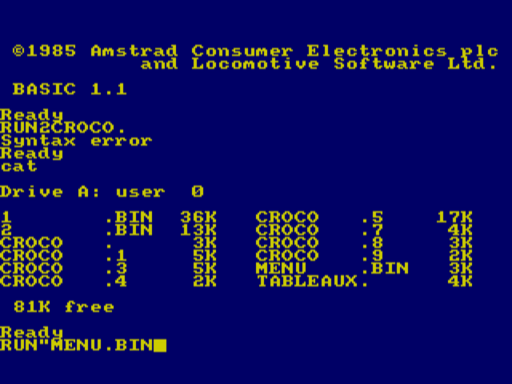 ©1985 Amstrad Consumer Electronics plc
and Locomotive Software Ltd.
BASIC 1.1
Ready
RUN2CROCO.
Syntax error
Ready
cat
Drive A: user 0
1 .BIN 36K CROCO .5 17K
2 .BIN 13K CROCO .7 4K
CROCO . 3K CROCO .8 3K
CROCO .1 5K CROCO .9 2K
CROCO .3 5K MENU .BIN 3K
CROCO .4 2K TABLEAUX. 4K
81K free
Ready
RUN"MENU.BIN